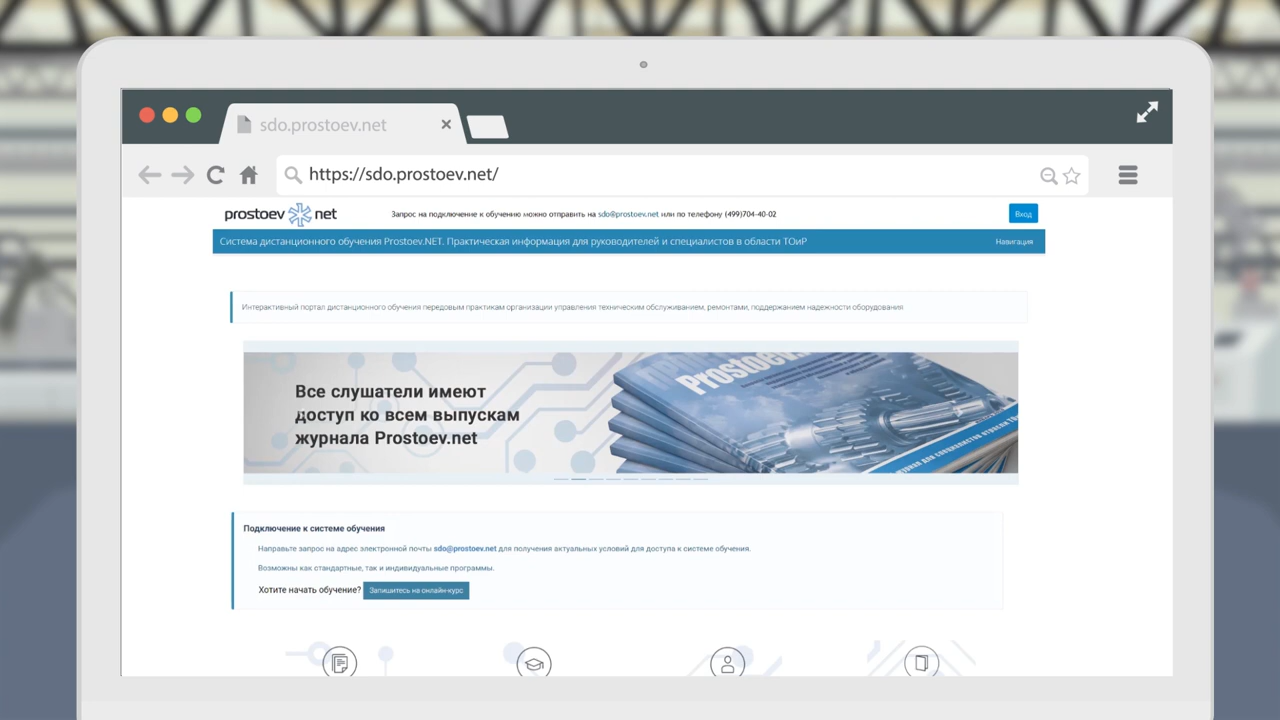 sdo.prostoev.net
https://sdo.prostoev.net/
prostoev net
Запрос на подключение к обучению можно отправить на sdo@prostoev.net или по телефону (499)704-40-02
Вход
Система дистанционного обучения Prostoev.NET. Практическая информация для руководителей и специалистов в области ТОиР
Навигация
Интерактивный портал дистанционного обучения передовым практикам организации управления техническим обслуживанием, ремонтами, поддержанием надежности оборудования
Все слушатели имеют
доступ ко всем выпускам
журнала Prostoev.net
Prostoev.
журнал для специалистов отрасли
Подключение к системе обучения
Направьте запрос на адрес электронной почты sdo@prostoev.net для получения актуальных условий для доступа к системе обучения.
Возможны как стандартные, так и индивидуальные программы.
Хотите начать обучение? Запишитесь на онлайн-курс